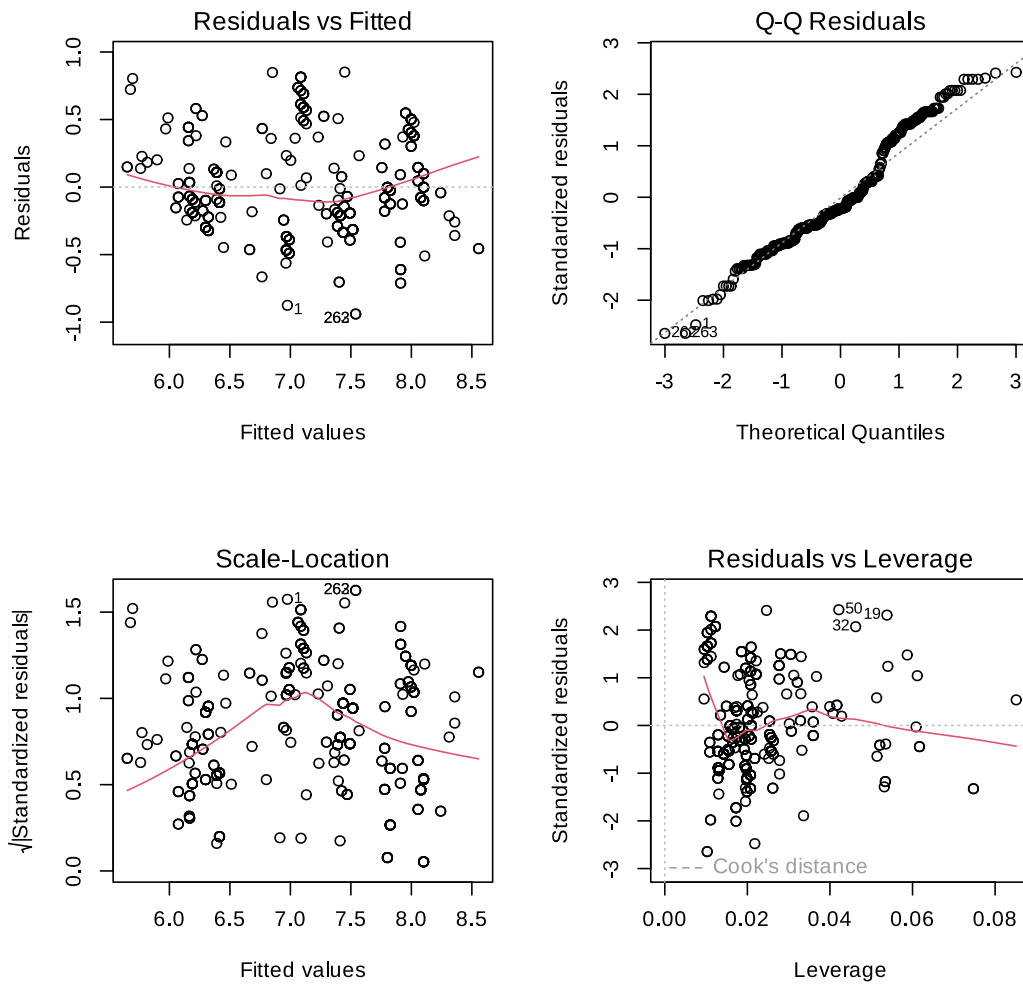 Residuals vs Fitted
Residuals
1.0
0.5
0.0
-0.5
-1.0
1
6.0 6.5 7.0 7.5 8.0 8.5
Fitted values
Q-Q Residuals
Standardized residuals
3
2
1
0
-1
-2
263
1
-3 -2 -1 0 1 2 3
Theoretical Quantiles
Scale-Location
√|Standardized residuals|
1.5
1.0
0.5
0.0
1
6.0 6.5 7.0 7.5 8.0 8.5
Fitted values
Residuals vs Leverage
Standardized residuals
3
2
1
0
-1
-2
-3
50
19
32
Cook's distance
0.00 0.02 0.04 0.06 0.08
Leverage